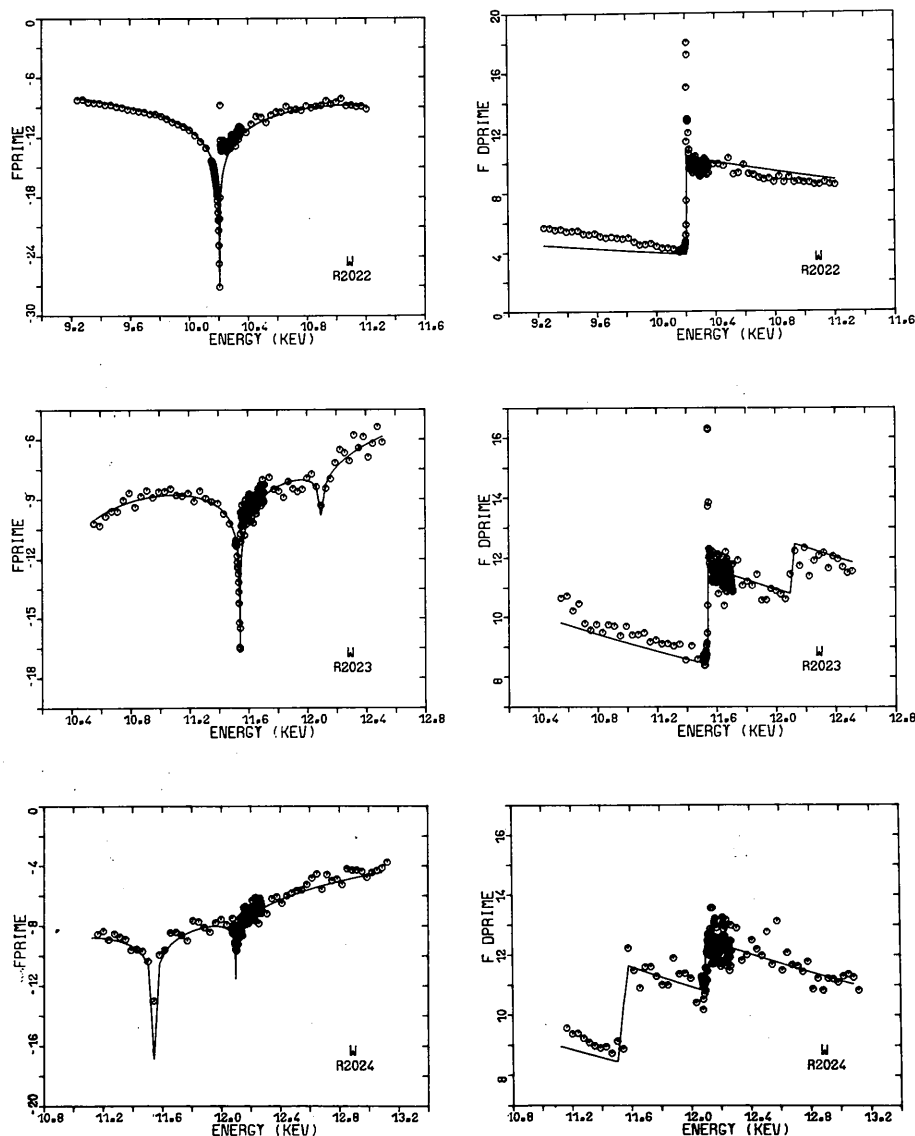 0
-6
-12
-18
-24
-30
FPRIME
W
R2022
9.2 9.6 10.0 10.4 10.8 11.2 11.6
ENERGY (KEV)
20
16
12
8
4
0
F DPRIME
W
R2022
9.2 9.6 10.0 10.4 10.8 11.2 11.6
ENERGY (KEV)
-6
-9
-12
-15
-18
FPRIME
W
R2023
10.4 10.8 11.2 11.6 12.0 12.4 12.8
ENERGY (KEV)
16
14
12
10
8
F DPRIME
W
R2023
10.4 10.8 11.2 11.6 12.0 12.4 12.8
ENERGY (KEV)
0
-4
-8
-12
-16
-20
FPRIME
W
R2024
10.8 11.2 11.6 12.0 12.4 12.8 13.2
ENERGY (KEV)
16
14
12
10
8
F DPRIME
W
R2024
10.8 11.2 11.6 12.0 12.4 12.8 13.2
ENERGY (KEV)